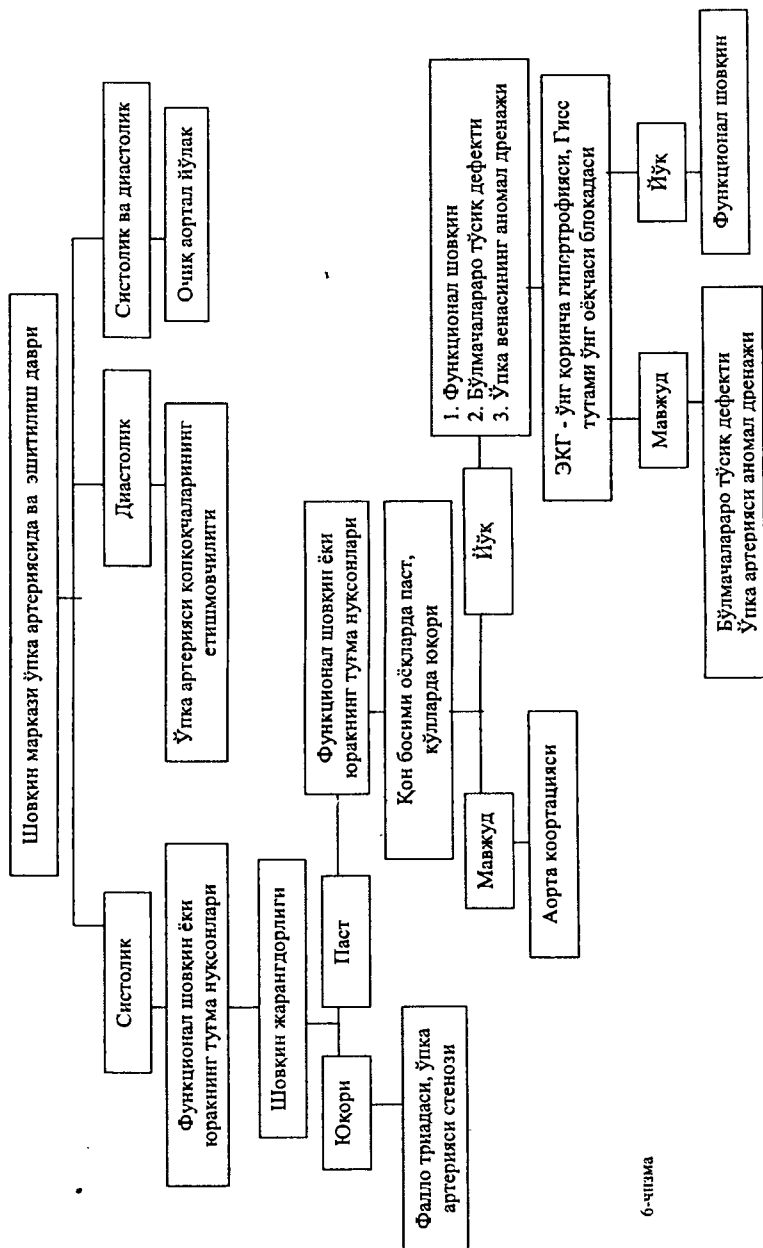 Шовқин маркази ўпка артериясида ва эшитилиш даври
Систолик
Диастолик
Систолик ва диастолик
Функционал шовқин ёки
юракнинг туғма нуқсонлари
Ўпка артерияси қопқоқчаларининг
етишмовчилиги
Очиқ аортал йўлак
Шовқин жарангдорлиги
Юқори
Паст
Фалло триадаси, ўпка
артерияси стенози
Функционал шовқин ёки
юракнинг туғма нуқсонлари
Қон босими оёкларда паст,
қўлларда юқори
Мавжуд
Йўқ
Аорта коортацияси
1. Функционал шовқин
2. Бўлмачалараро тўсиқ дефекти
3. Ўпка венасининг аномал дренажи
ЭКГ - ўнг қоринча гипертрофияси, Гисс
тутами ўнг оёқчаси блокадаси
Мавжуд
Йўқ
Бўлмачалараро тўсиқ дефекти
Ўпка артерияси аномал дренажи
Функционал шовқин
6-чизма